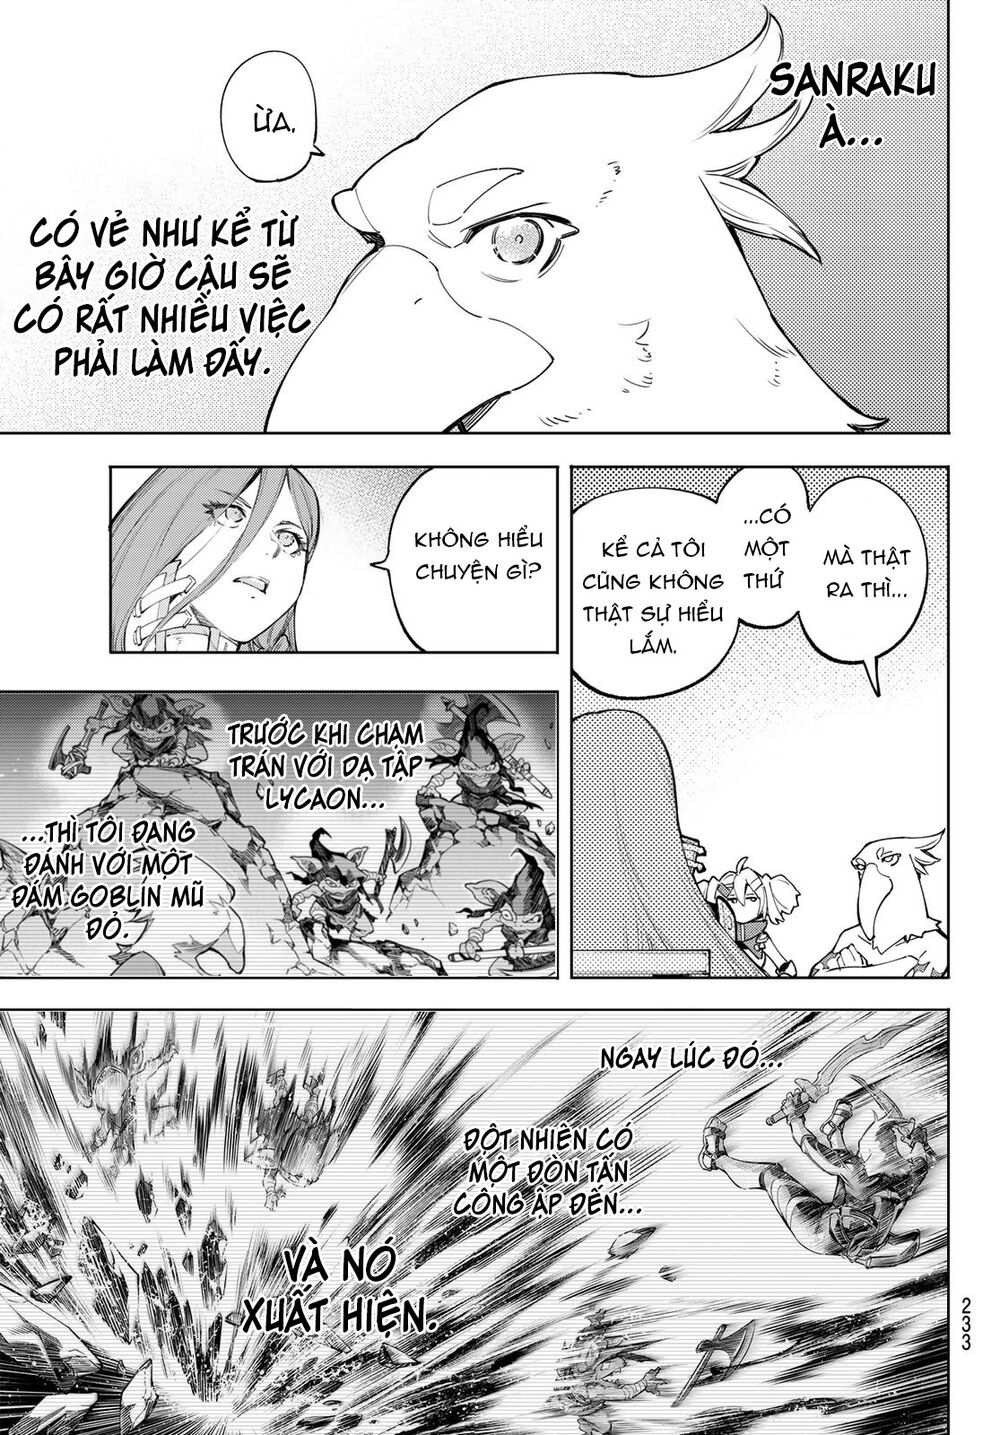 SANRAKU
À...
ỪA.
CÓ VẺ NHƯ KỂ TỪ
BÂY GIỜ CẬU SẼ
CÓ RẤT NHIỀU VIỆC
PHẢI LÀM ĐẤY.
MÀ THẬT
RA THÌ...
...CÓ
MỘT
THỨ
KỂ CẢ TÔI
CŨNG KHÔNG
THẬT SỰ HIỂU
LẮM.
KHÔNG HIỂU
CHUYỆN GÌ?
TRƯỚC KHI CHẠM
TRÁN VỚI DẠ TẬP
LYCAON...
...THÌ TÔI ĐANG
ĐÁNH VỚI MỘT
ĐÁM GOBLIN MŨ
ĐỎ.
NGAY LÚC ĐÓ...
ĐỘT NHIÊN CÓ
MỘT ĐÒN TẤN
CÔNG ẬP ĐẾN...
VÀ NÓ
XUẤT HIỆN.
233